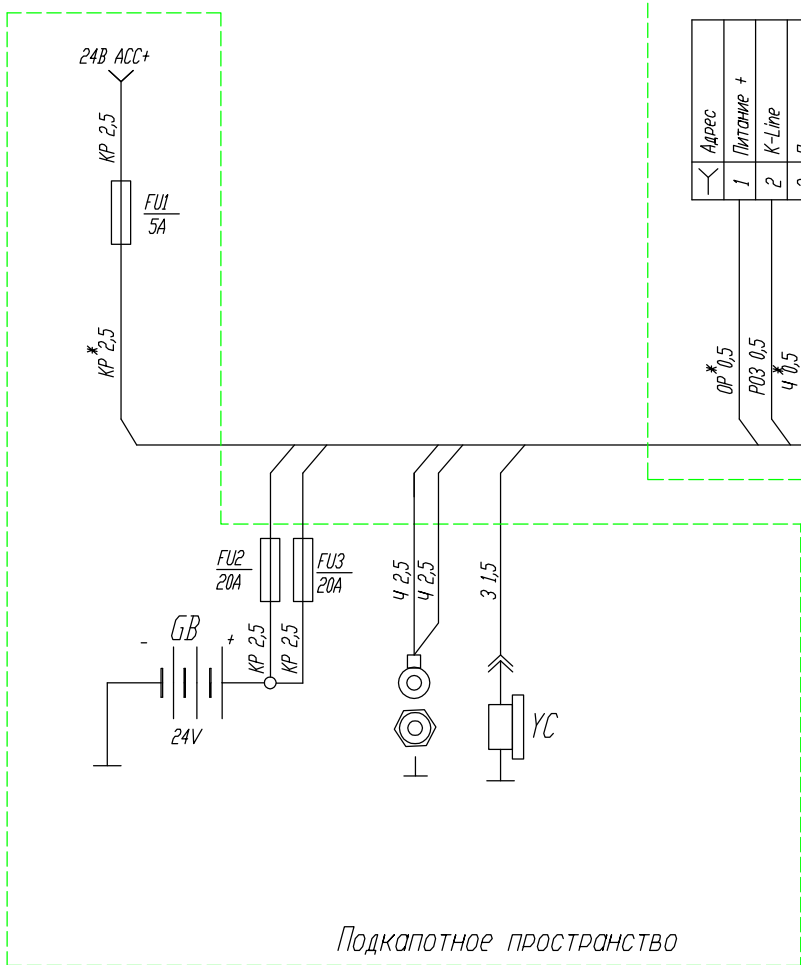 24В АСС+
КР 2,5
FU1
5А
КР* 2,5
Адрес
1 Питание +
2 K-Line
ОР* 0,5
РОЗ 0,5
Ч* 0,5
FU2
20А
FU3
20А
КР 2,5
КР 2,5
Ч 2,5
Ч 2,5
З 1,5
- GB +
24V
YC
Подкапотное пространство